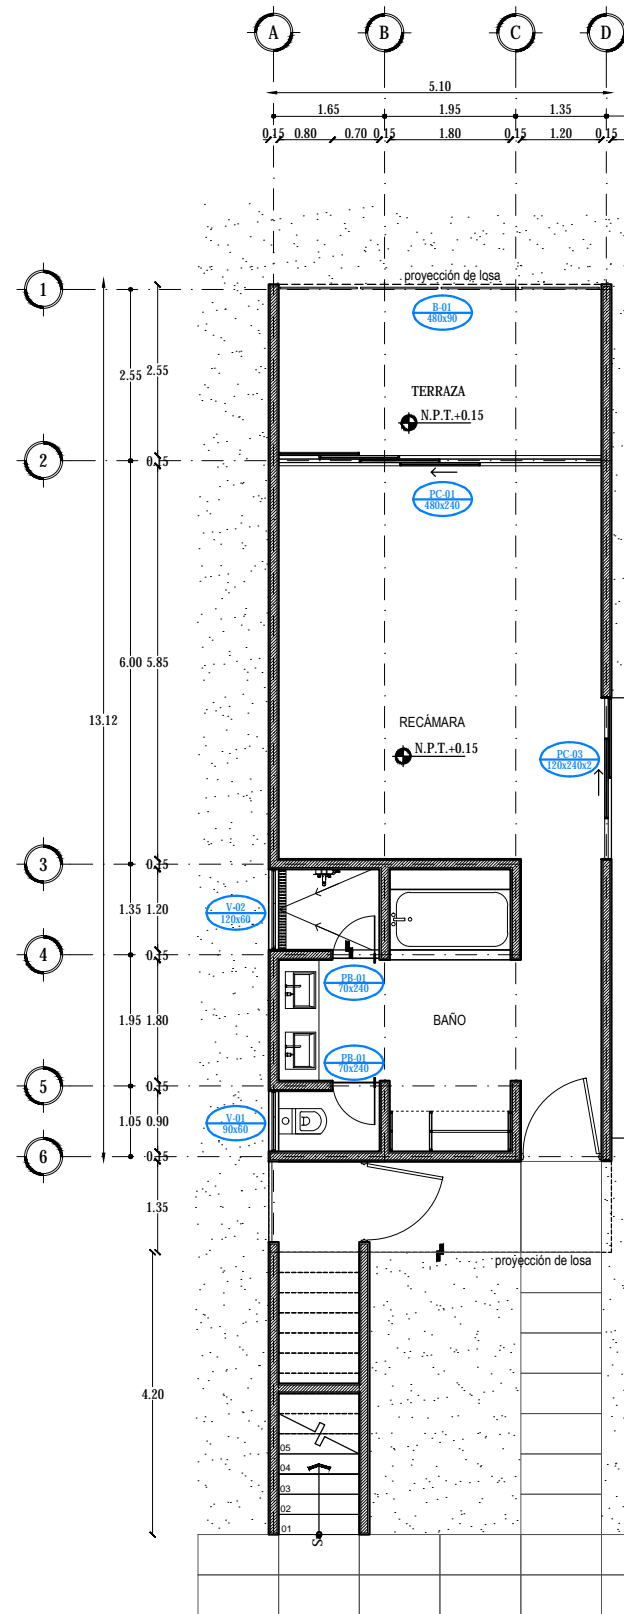 A B C D
5.10
1.65 1.95 1.35
0.15 0.80 0.70 0.15 1.80 0.15 1.20 0.15
proyección de losa
1
B-01
480x90
2.55 2.55
TERRAZA
N.P.T.+0.15
2
0.15
PC-01
480x240
6.00 5.85
13.12
RECÁMARA
N.P.T.+0.15
PC-03
120x240x2
3
0.15
V-02
120x60
1.35 1.20
4
0.15
PB-01
70x240
1.95 1.80
BAÑO
PB-01
70x240
5
0.15
V-01
90x60
1.05 0.90
6
0.15
1.35
proyección de losa
4.20
05
04
03
02
01
S